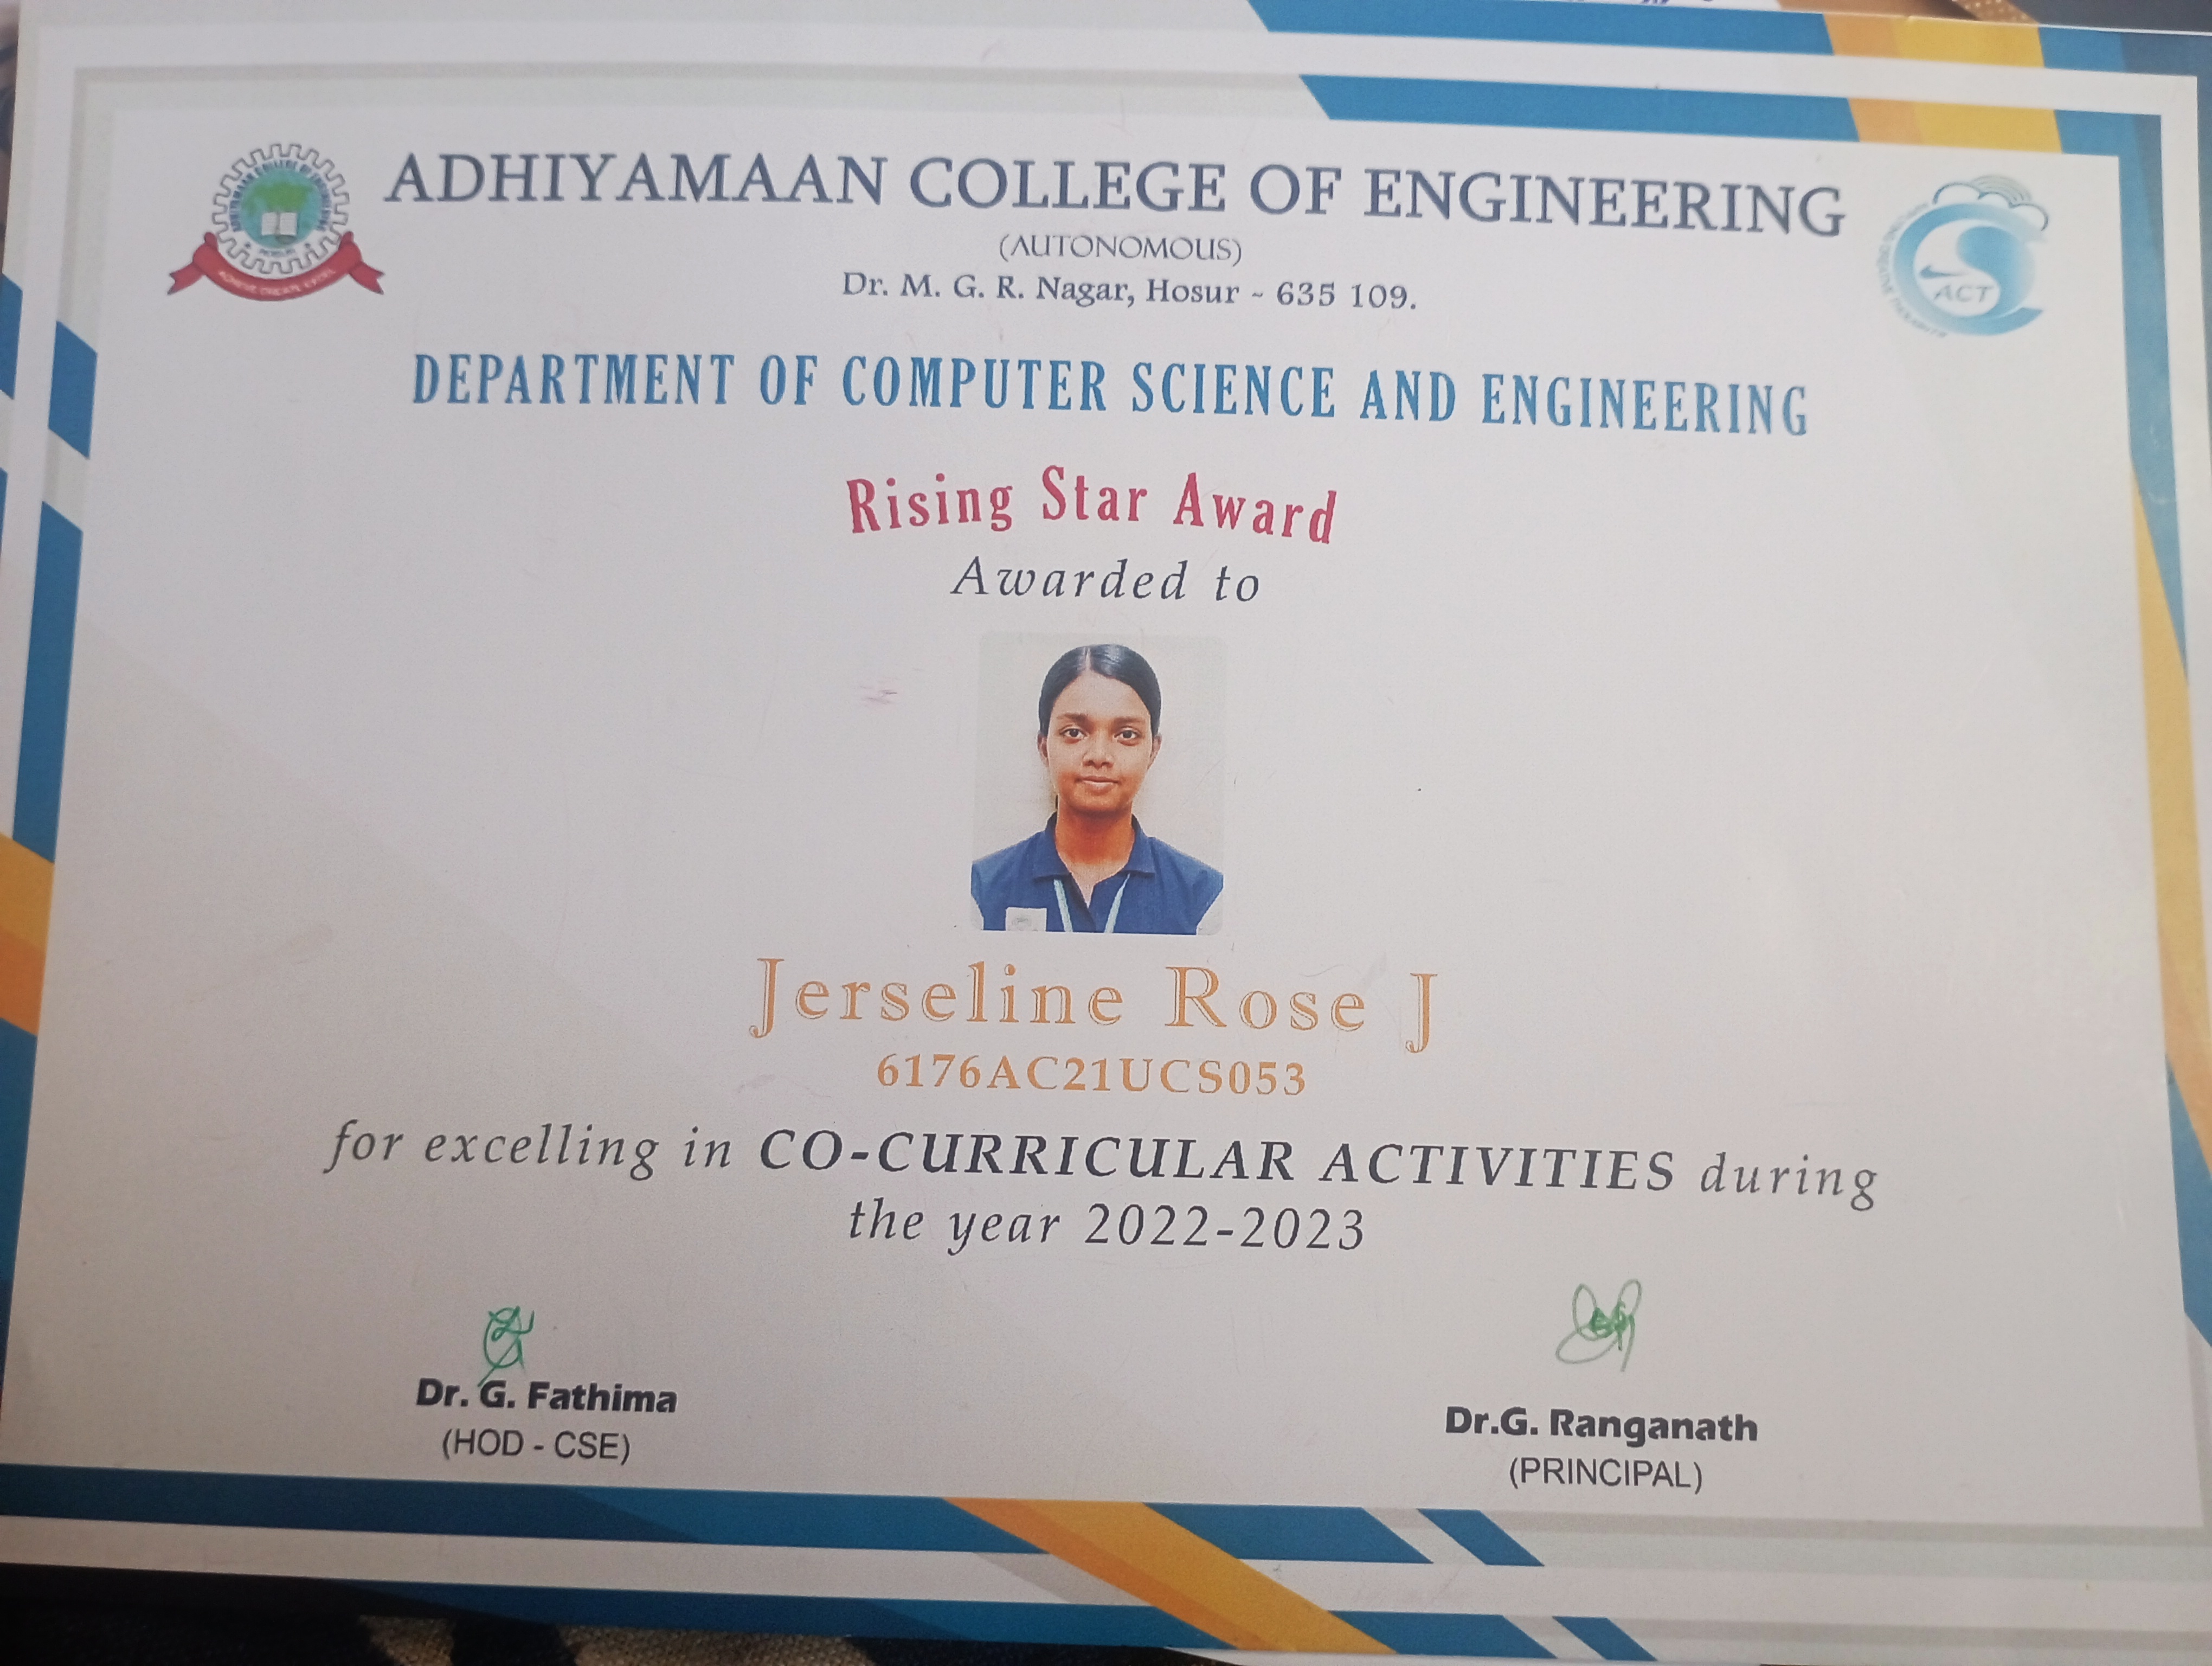 ADHIYAMAAN COLLEGE OF ENGINEERING
(AUTONOMOUS)
Dr. M. G. R. Nagar, Hosur - 635 109.
ACT
DEPARTMENT OF COMPUTER SCIENCE AND ENGINEERING
Rising Star Award
Awarded to
Jerseline Rose J
6176AC21UCS053
for excelling in CO-CURRICULAR ACTIVITIES during
the year 2022-2023
Dr. G. Fathima
(HOD - CSE)
Dr.G. Ranganath
(PRINCIPAL)